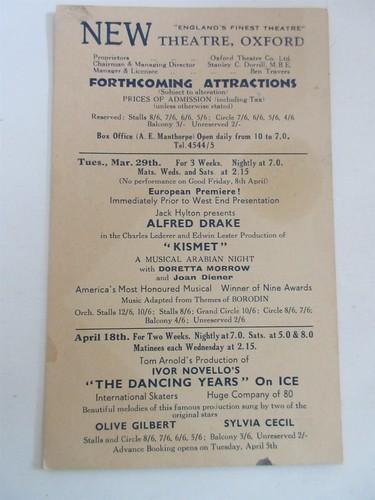 "ENGLAND'S FINEST THEATRE"
NEW THEATRE, OXFORD
Proprietors .. .. Oxford Theatre Co. Ltd.
Chairman & Managing Director Stanley C. Dorrill, M.B.E.
Manager & Licensee .. .. Ben Travers
FORTHCOMING ATTRACTIONS
(Subject to alteration)
PRICES OF ADMISSION (including Tax)
(unless otherwise stated)
Reserved: Stalls 8/6, 7/6, 6/6, 5/6; Circle 7/6, 6/6, 5/6, 4/6
Balcony 3/- Unreserved 2/-
Box Office (A. E. Manthorpe) Open daily from 10 to 7.0.
Tel. 4544/5
Tues., Mar. 29th. For 3 Weeks. Nightly at 7.0.
Mats. Weds. and Sats. at 2.15
(No performance on Good Friday, 8th April)
European Premiere!
Immediately Prior to West End Presentation
Jack Hylton presents
ALFRED DRAKE
in the Charles Lederer and Edwin Lester Production of
"KISMET"
A MUSICAL ARABIAN NIGHT
with DORETTA MORROW
and Joan Diener
America's Most Honoured Musical Winner of Nine Awards
Music Adapted from Themes of BORODIN
Orch. Stalls 12/6, 10/6; Stalls 8/6; Grand Circle 10/6; Circle 8/6, 7/6;
Balcony 4/6; Unreserved 2/6
April 18th. For Two Weeks. Nightly at 7.0. Sats. at 5.0 & 8.0
Matinees each Wednesday at 2.15.
Tom Arnold's Production of
IVOR NOVELLO'S
"THE DANCING YEARS" On ICE
International Skaters Huge Company of 80
Beautiful melodies of this famous production sung by two of the
original stars
OLIVE GILBERT SYLVIA CECIL
Stalls and Circle 8/6, 7/6, 6/6, 5/6; Balcony 3/6, Unreserved 2/-
Advance Booking opens on Tuesday, April 5th